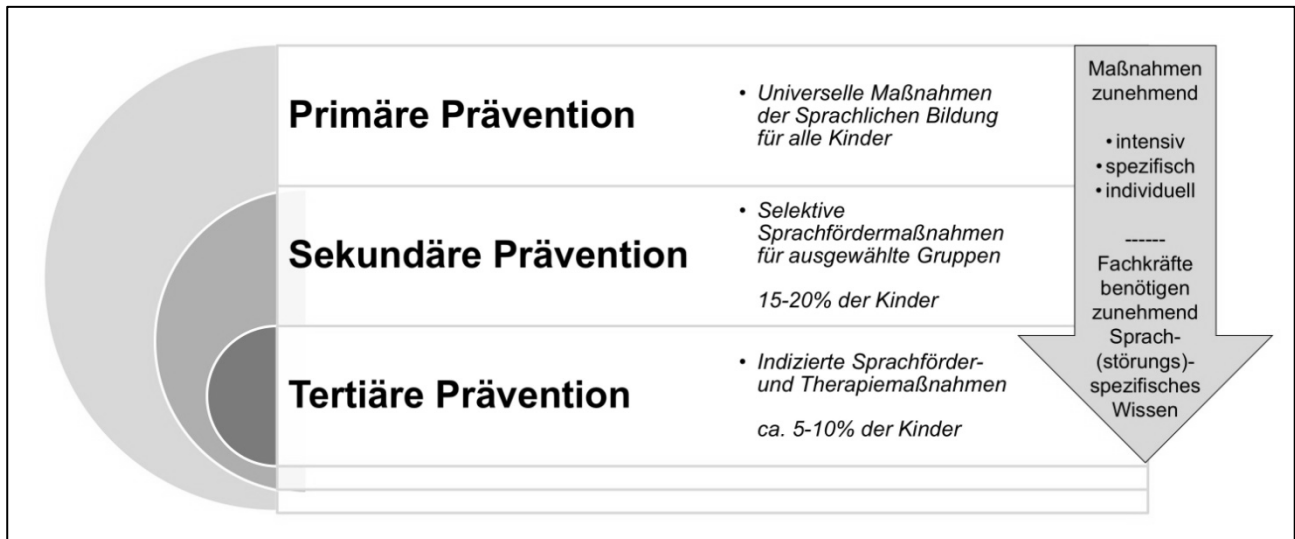 Primäre Prävention
• Universelle Maßnahmen
der Sprachlichen Bildung
für alle Kinder
Sekundäre Prävention
• Selektive
Sprachfördermaßnahmen
für ausgewählte Gruppen
15-20% der Kinder
Tertiäre Prävention
• Indizierte Sprachförder-
und Therapiemaßnahmen
ca. 5-10% der Kinder
Maßnahmen
zunehmend
• intensiv
• spezifisch
• individuell
------
Fachkräfte
benötigen
zunehmend
Sprach-
(störungs)-
spezifisches
Wissen